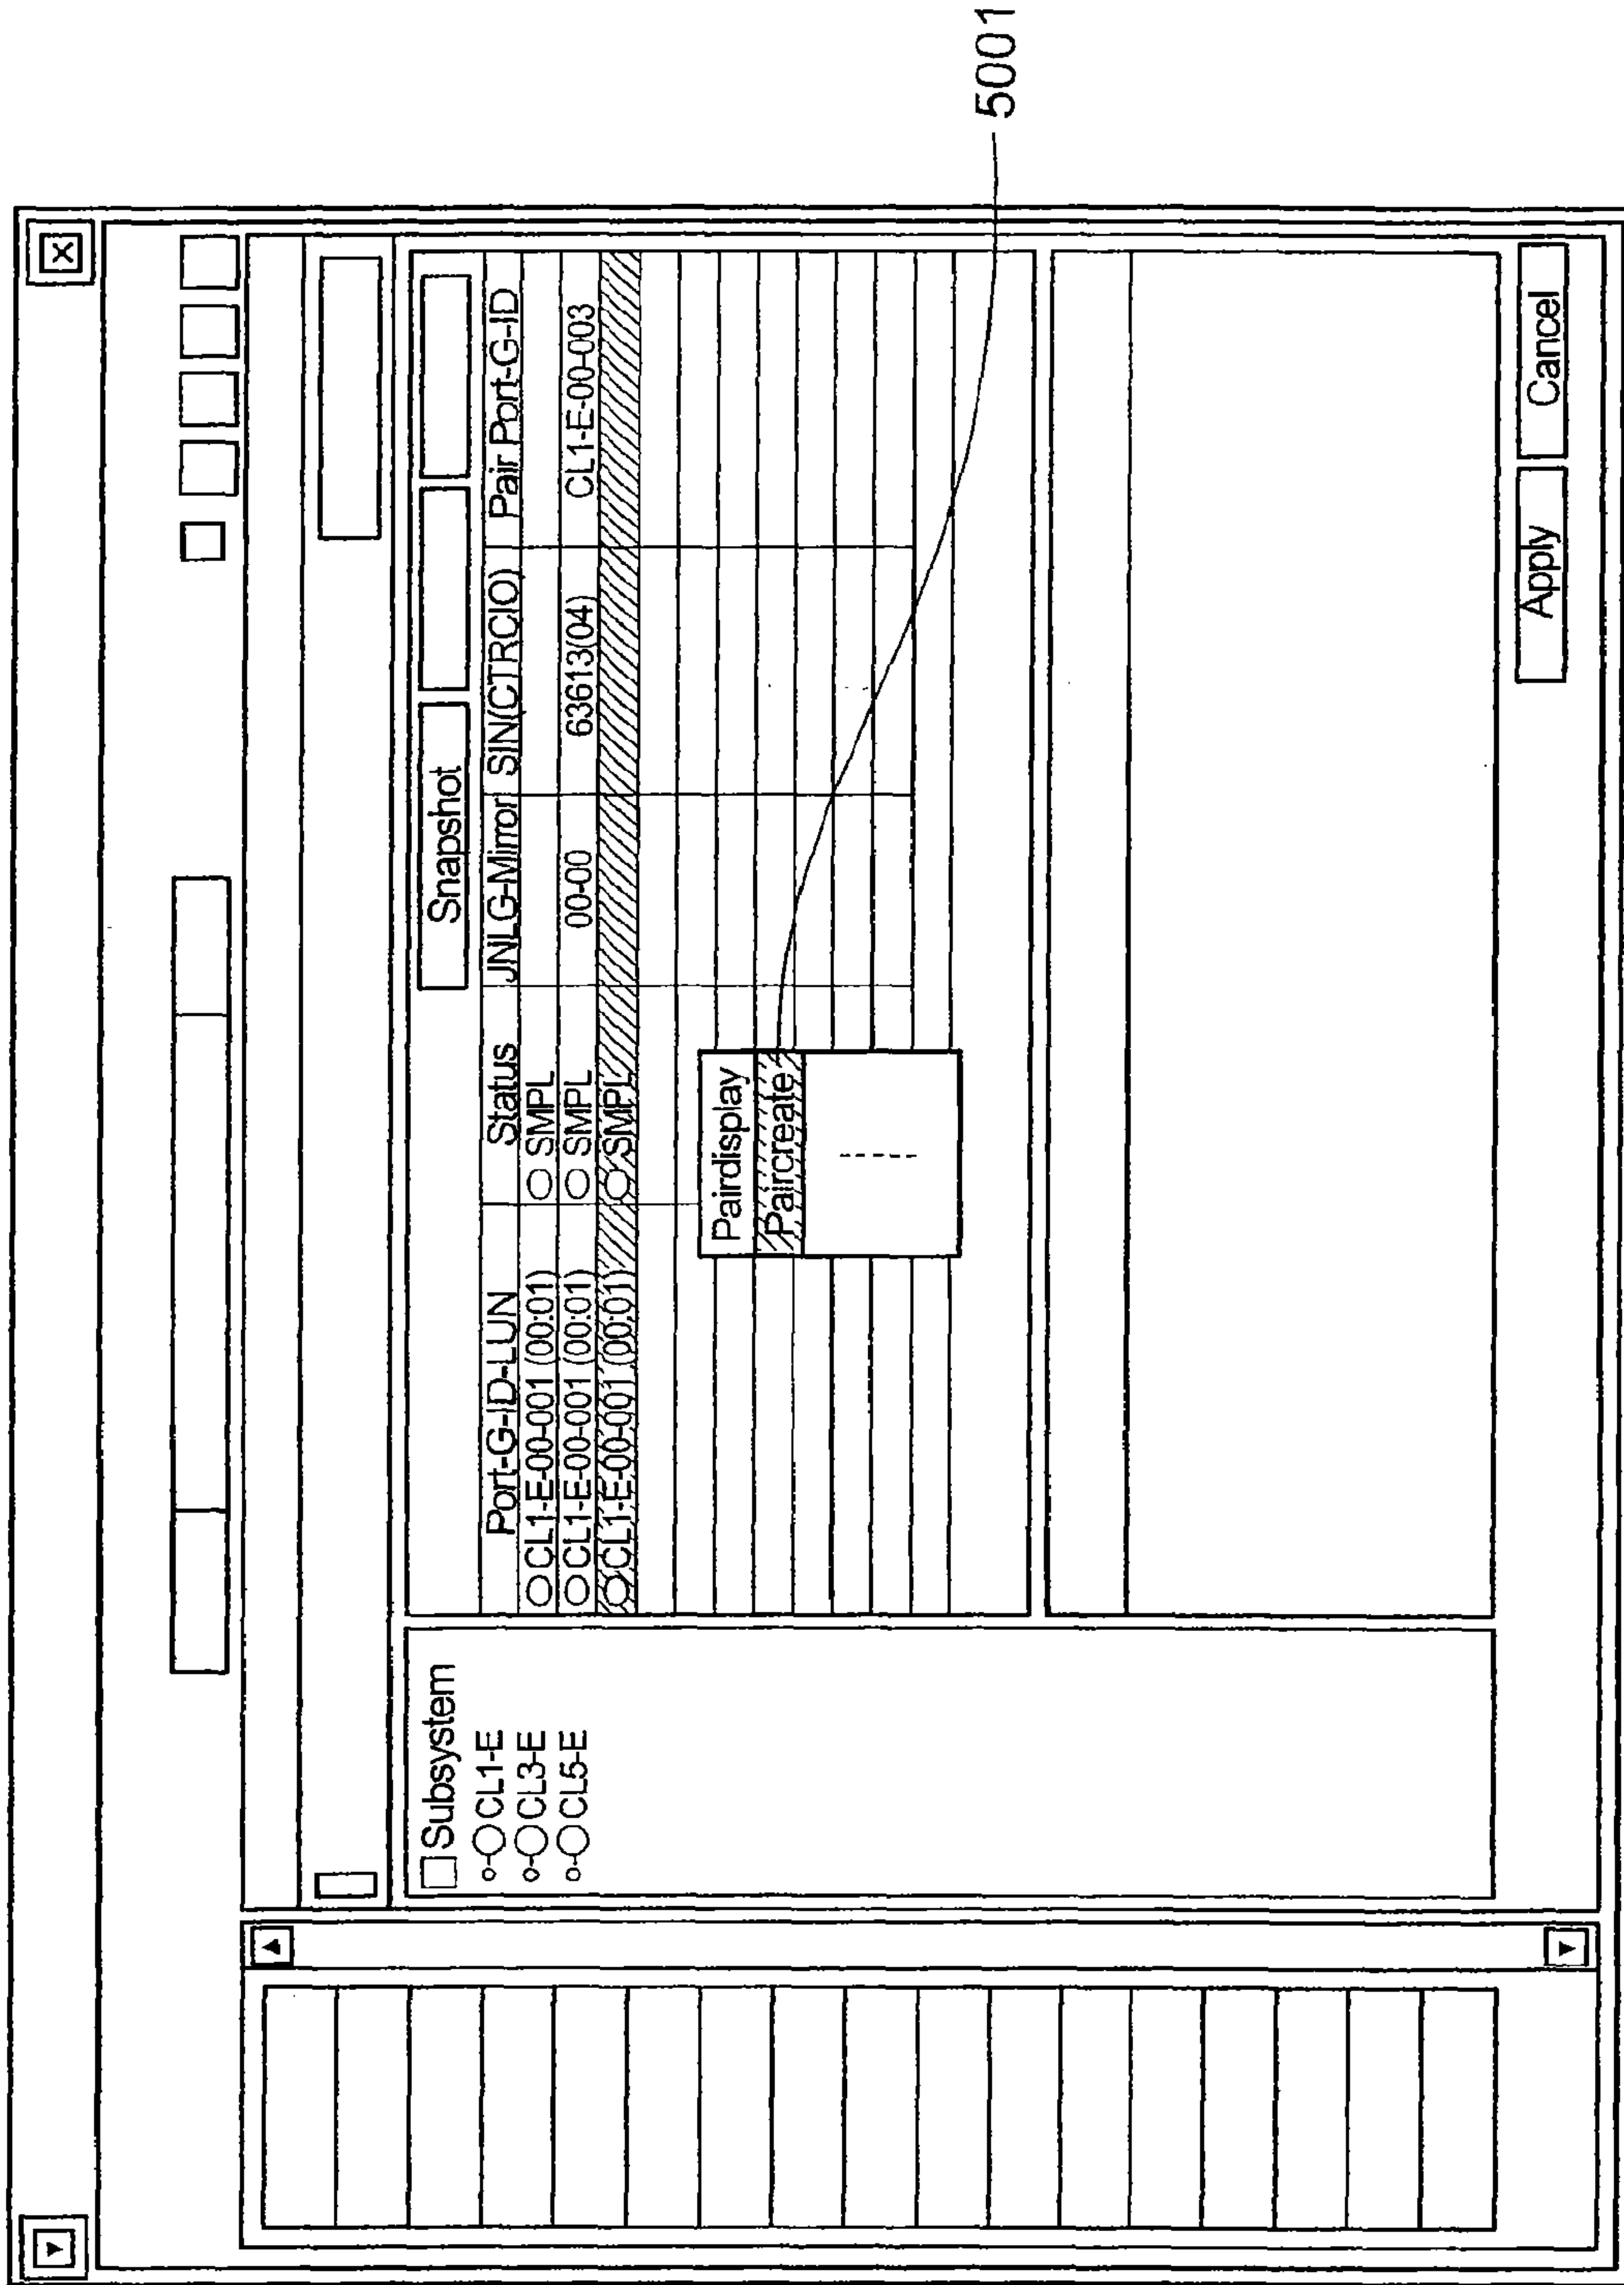 Snapshot
Subsystem
CL1-E
CL3-E
CL5-E
Port-G-ID-LUN Status JNLG-Mirror SIN(CTRCIO) Pair Port-G-ID
CL1-E-00-001 (00:01) SMPL
CL1-E-00-001 (00:01) SMPL 00-00 63613(04) CL1-E-00-003
CL1-E-00-001 (00:01) SMPL
Pairdisplay
Paircreate
5001
Apply Cancel